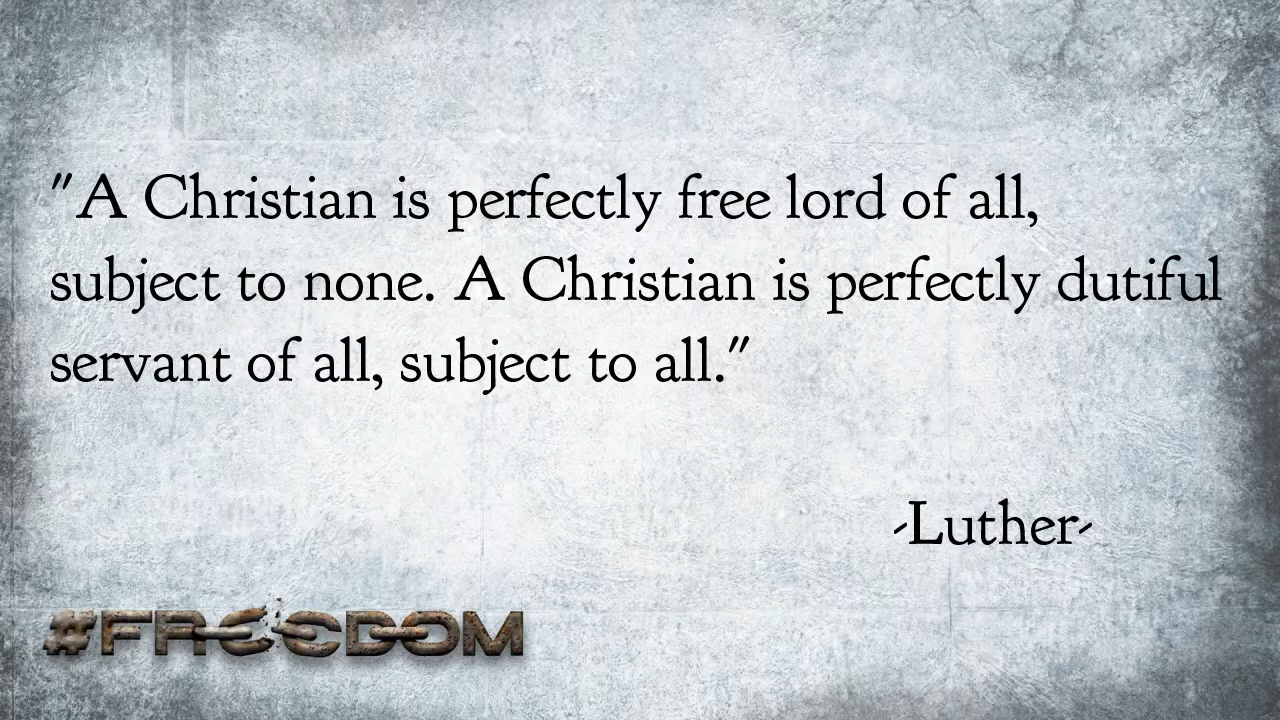 "A Christian is perfectly free lord of all,
subject to none. A Christian is perfectly dutiful
servant of all, subject to all."
-Luther-
#FREEDOM